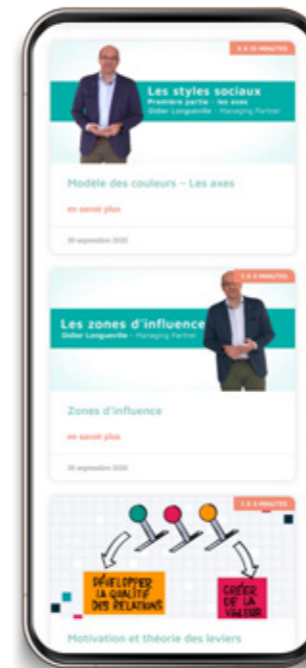 5 À 10 MINUTES
Les styles sociaux
Première partie - les axes
Didier Longueville - Managing Partner
Modèle des couleurs – Les axes
en savoir plus
30 septembre 2020
1 À 5 MINUTES
Les zones d'influence
Didier Longueville - Managing Partner
Zones d'influence
en savoir plus
30 septembre 2020
1 À 5 MINUTES
DÉVELOPPER
LA QUALITÉ
DES RELATIONS
CRÉER
DE LA
VALEUR
Motivation et théorie des leviers